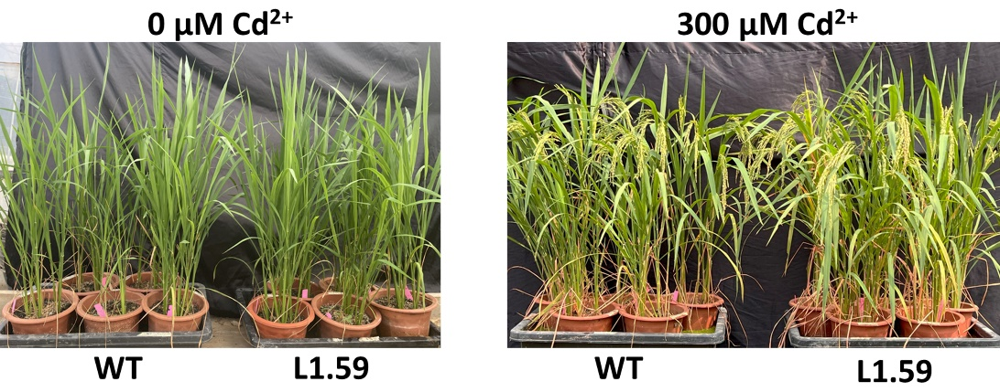 0 µM Cd²⁺
300 µM Cd²⁺
WT
L1.59
WT
L1.59